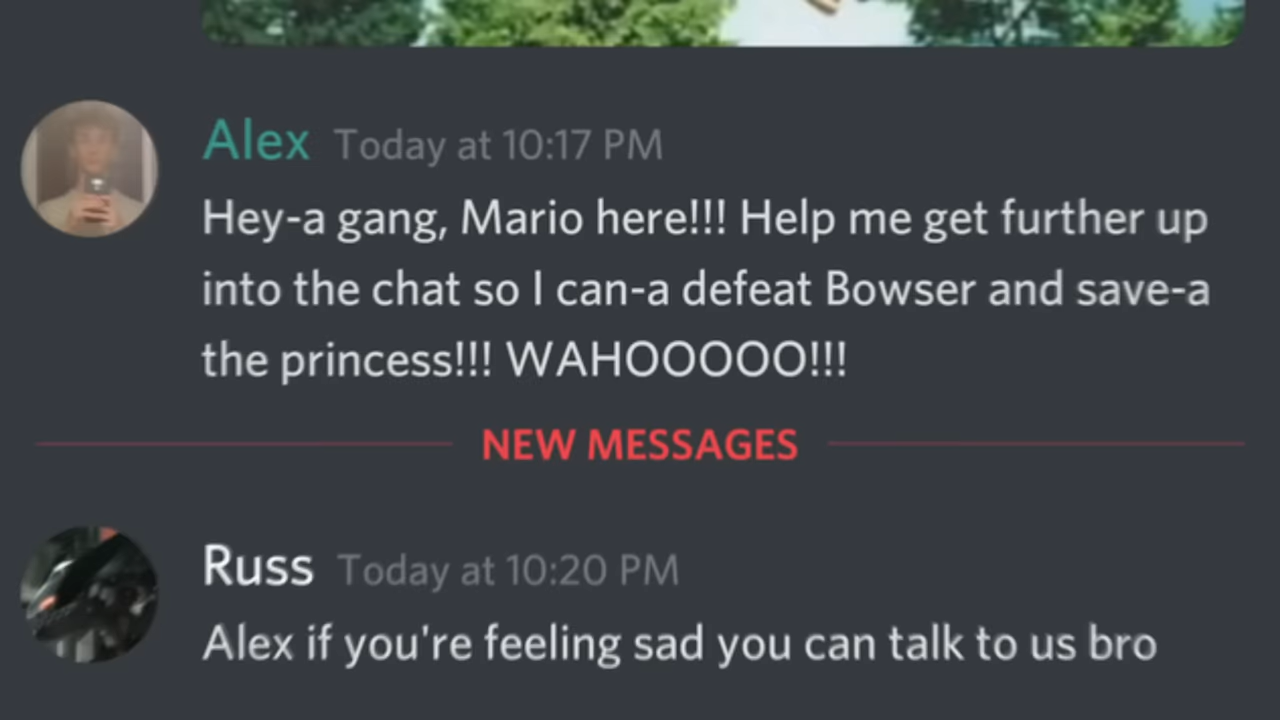 Alex Today at 10:17 PM
Hey-a gang, Mario here!!! Help me get further up
into the chat so I can-a defeat Bowser and save-a
the princess!!! WAHOOOOO!!!
NEW MESSAGES
Russ Today at 10:20 PM
Alex if you're feeling sad you can talk to us bro